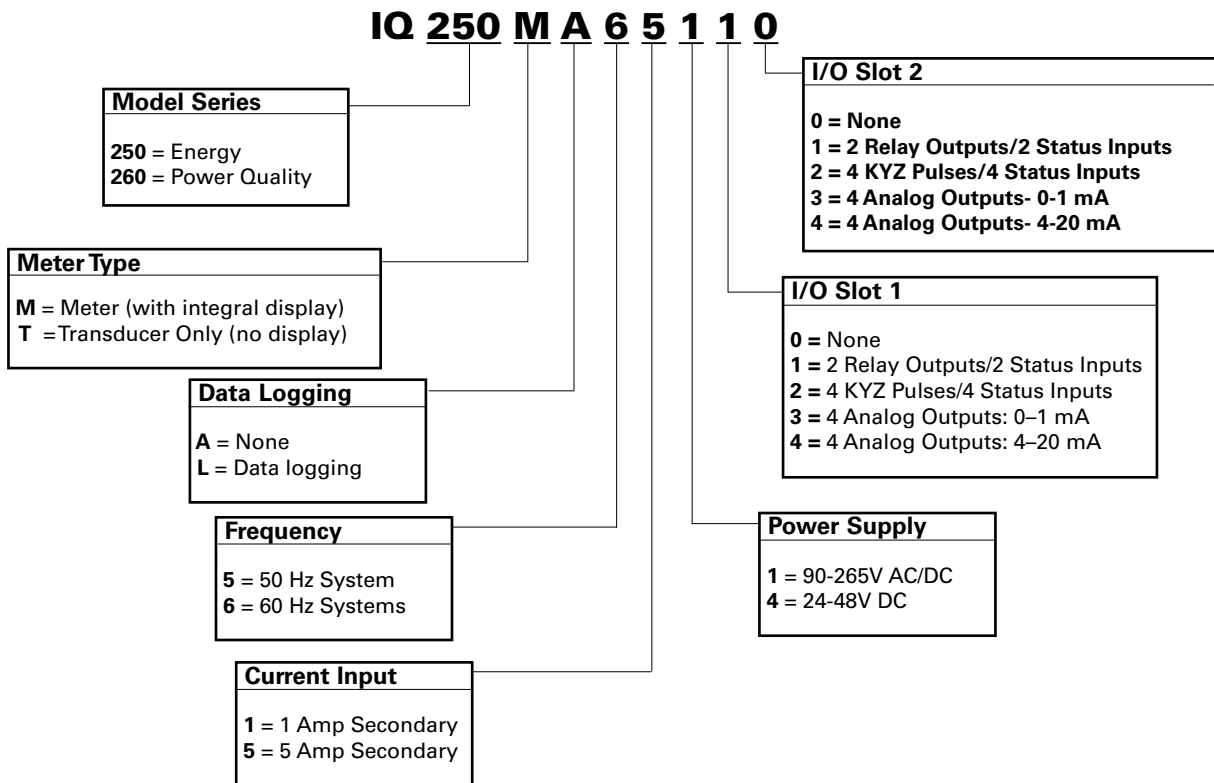 IQ 250 M A 6 5 1 1 0
Model Series
250 = Energy
260 = Power Quality
Meter Type
M = Meter (with integral display)
T =Transducer Only (no display)
Data Logging
A = None
L = Data logging
Frequency
5 = 50 Hz System
6 = 60 Hz Systems
Current Input
1 = 1 Amp Secondary
5 = 5 Amp Secondary
I/O Slot 2
0 = None
1 = 2 Relay Outputs/2 Status Inputs
2 = 4 KYZ Pulses/4 Status Inputs
3 = 4 Analog Outputs- 0-1 mA
4 = 4 Analog Outputs- 4-20 mA
I/O Slot 1
0 = None
1 = 2 Relay Outputs/2 Status Inputs
2 = 4 KYZ Pulses/4 Status Inputs
3 = 4 Analog Outputs: 0–1 mA
4 = 4 Analog Outputs: 4–20 mA
Power Supply
1 = 90-265V AC/DC
4 = 24-48V DC